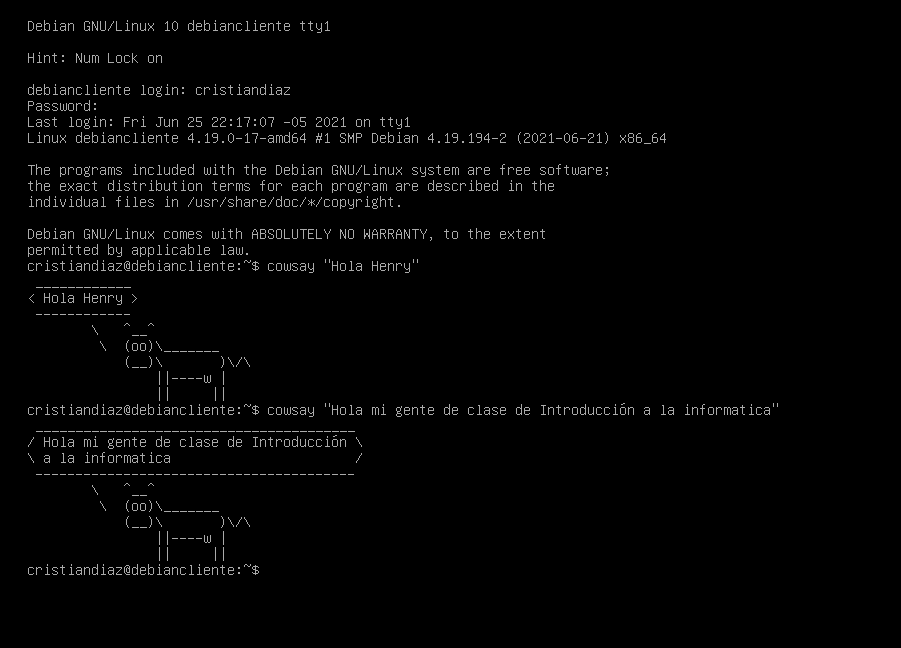 Debian GNU/Linux 10 debiancliente tty1

Hint: Num Lock on

debiancliente login: cristiandiaz
Password:
Last login: Fri Jun 25 22:17:07 -05 2021 on tty1
Linux debiancliente 4.19.0-17-amd64 #1 SMP Debian 4.19.194-2 (2021-06-21) x86_64

The programs included with the Debian GNU/Linux system are free software;
the exact distribution terms for each program are described in the
individual files in /usr/share/doc/*/copyright.

Debian GNU/Linux comes with ABSOLUTELY NO WARRANTY, to the extent
permitted by applicable law.
cristiandiaz@debiancliente:~$ cowsay "Hola Henry"
 ____________
< Hola Henry >
 ------------
        \   ^__^
         \  (oo)\_______
            (__)\       )\/\
                ||----w |
                ||     ||
cristiandiaz@debiancliente:~$ cowsay "Hola mi gente de clase de Introducción a la informatica"
 ________________________________________
/ Hola mi gente de clase de Introducción \
\ a la informatica                       /
 ----------------------------------------
        \   ^__^
         \  (oo)\_______
            (__)\       )\/\
                ||----w |
                ||     ||
cristiandiaz@debiancliente:~$